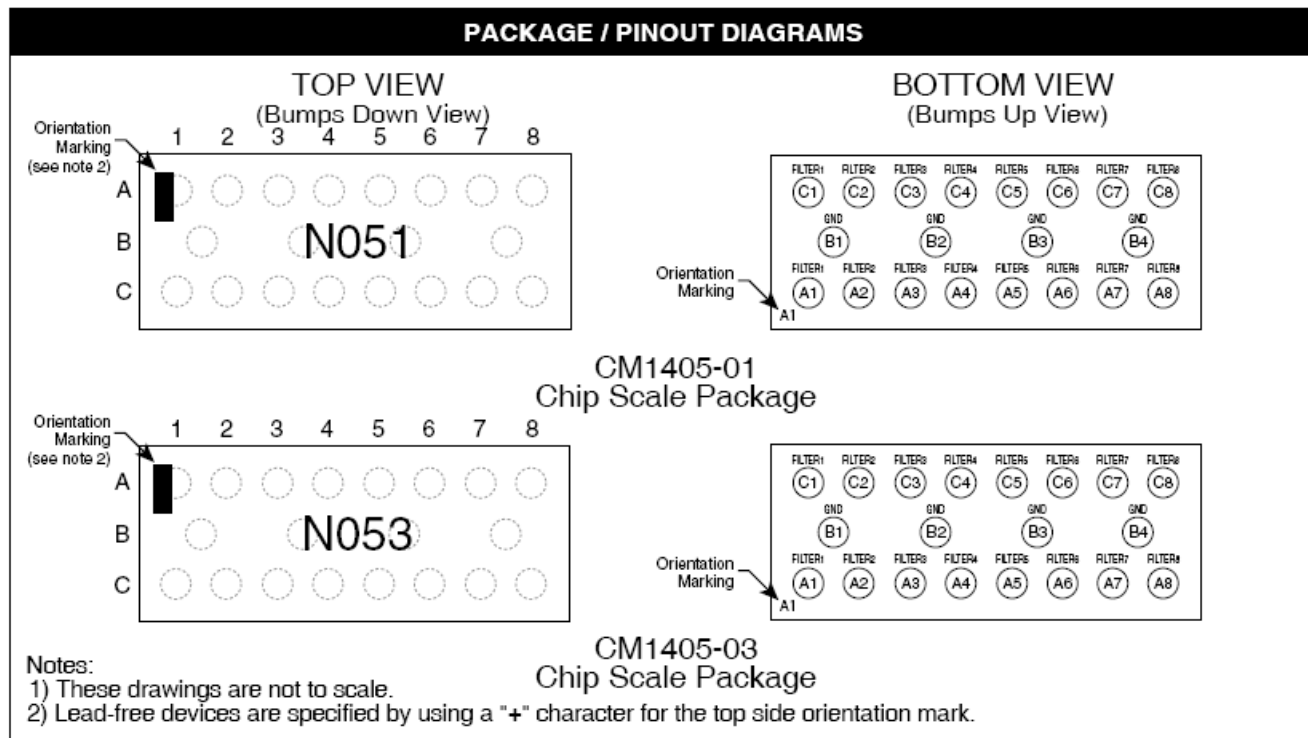 PACKAGE / PINOUT DIAGRAMS
TOP VIEW
(Bumps Down View)
Orientation
Marking
(see note 2)
1 2 3 4 5 6 7 8
A
B
C
N051
BOTTOM VIEW
(Bumps Up View)
FILTER1 FILTER2 FILTER3 FILTER4 FILTER5 FILTER6 FILTER7 FILTER8
C1 C2 C3 C4 C5 C6 C7 C8
GND GND GND GND
B1 B2 B3 B4
FILTER1 FILTER2 FILTER3 FILTER4 FILTER5 FILTER6 FILTER7 FILTER8
A1 A2 A3 A4 A5 A6 A7 A8
Orientation
Marking
A1
CM1405-01
Chip Scale Package
Orientation
Marking
(see note 2)
1 2 3 4 5 6 7 8
A
B
C
N053
FILTER1 FILTER2 FILTER3 FILTER4 FILTER5 FILTER6 FILTER7 FILTER8
C1 C2 C3 C4 C5 C6 C7 C8
GND GND GND GND
B1 B2 B3 B4
FILTER1 FILTER2 FILTER3 FILTER4 FILTER5 FILTER6 FILTER7 FILTER8
A1 A2 A3 A4 A5 A6 A7 A8
Orientation
Marking
A1
CM1405-03
Chip Scale Package
Notes:
1) These drawings are not to scale.
2) Lead-free devices are specified by using a "+" character for the top side orientation mark.